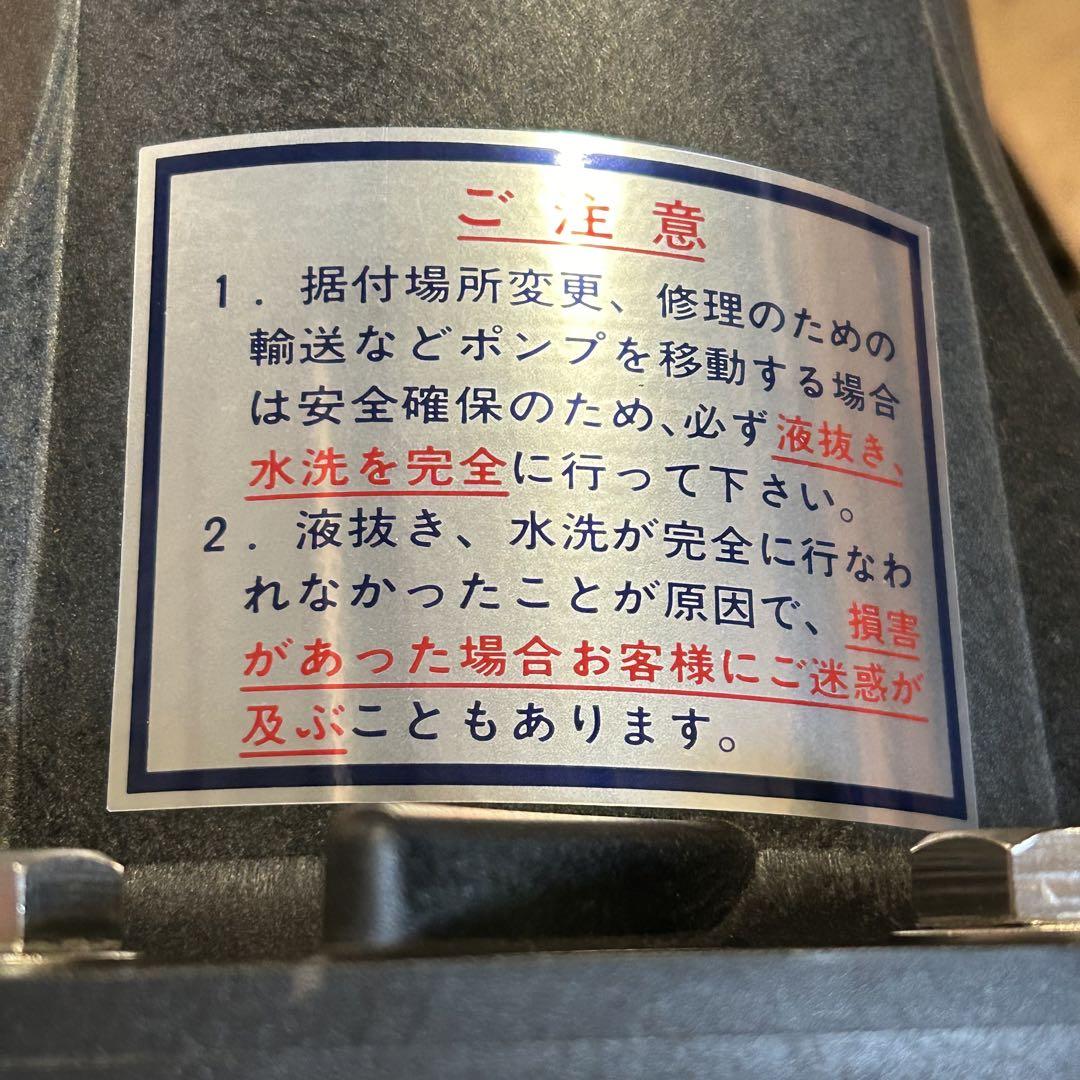 ご注意
1．据付場所変更、修理のための
輸送などポンプを移動する場合
は安全確保のため、必ず液抜き、
水洗を完全に行って下さい。
2．液抜き、水洗が完全に行なわ
れなかったことが原因で、損害
があった場合お客様にご迷惑が
及ぶこともあります。